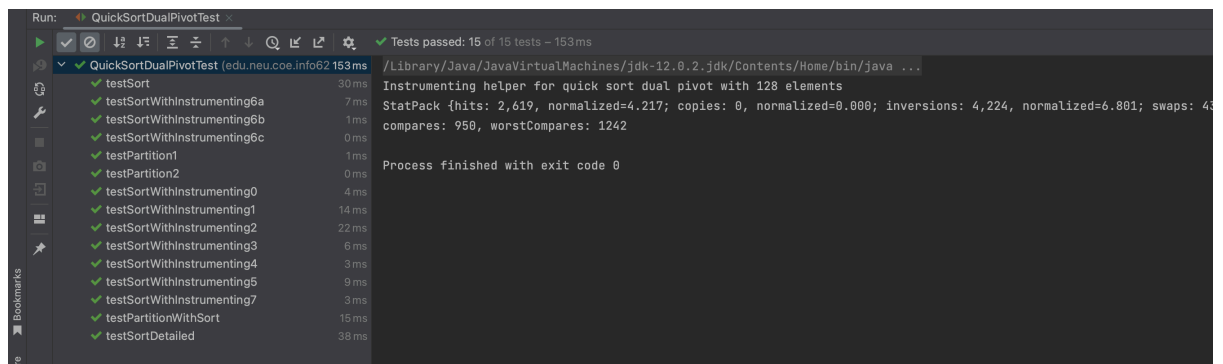 Run: QuickSortDualPivotTest ×
Tests passed: 15 of 15 tests – 153 ms
QuickSortDualPivotTest (edu.neu.coe.info62 153 ms
testSort 30 ms
testSortWithInstrumenting6a 7 ms
testSortWithInstrumenting6b 1 ms
testSortWithInstrumenting6c 0 ms
testPartition1 1 ms
testPartition2 0 ms
testSortWithInstrumenting0 4 ms
testSortWithInstrumenting1 14 ms
testSortWithInstrumenting2 22 ms
testSortWithInstrumenting3 6 ms
testSortWithInstrumenting4 3 ms
testSortWithInstrumenting5 9 ms
testSortWithInstrumenting7 3 ms
testPartitionWithSort 15 ms
testSortDetailed 38 ms
/Library/Java/JavaVirtualMachines/jdk-12.0.2.jdk/Contents/Home/bin/java ...
Instrumenting helper for quick sort dual pivot with 128 elements
StatPack {hits: 2,619, normalized=4.217; copies: 0, normalized=0.000; inversions: 4,224, normalized=6.801; swaps: 43
compares: 950, worstCompares: 1242
Process finished with exit code 0
Bookmarks